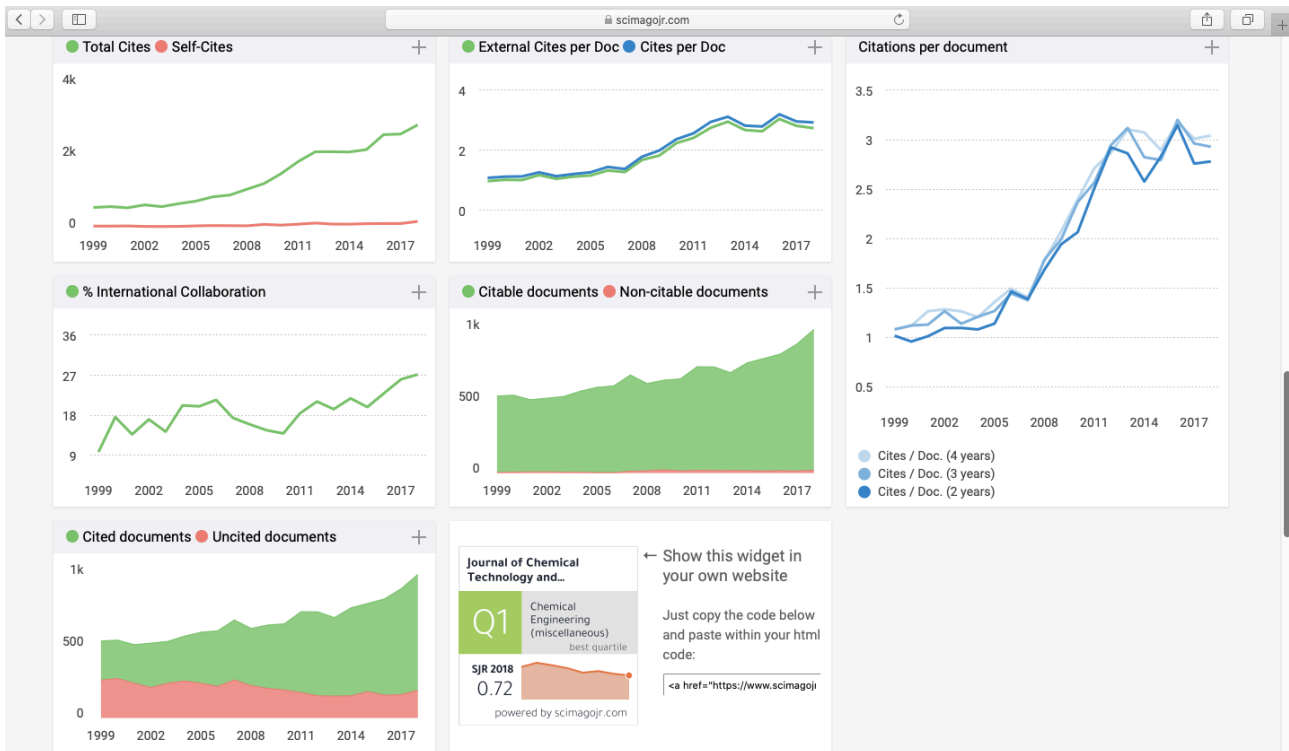 scimagojr.com
Total Cites Self-Cites
4k
2k
0
1999 2002 2005 2008 2011 2014 2017
External Cites per Doc Cites per Doc
4
2
0
1999 2002 2005 2008 2011 2014 2017
Citations per document
3.5
3
2.5
2
1.5
1
0.5
1999 2002 2005 2008 2011 2014 2017
Cites / Doc. (4 years)
Cites / Doc. (3 years)
Cites / Doc. (2 years)
% International Collaboration
36
27
18
9
1999 2002 2005 2008 2011 2014 2017
Citable documents Non-citable documents
1k
500
0
1999 2002 2005 2008 2011 2014 2017
Cited documents Uncited documents
1k
500
0
1999 2002 2005 2008 2011 2014 2017
Journal of Chemical
Technology and...
Q1
Chemical
Engineering
(miscellaneous)
best quartile
SJR 2018
0.72
powered by scimagojr.com
← Show this widget in
your own website
Just copy the code below
and paste within your html
code:
<a href="https://www.scimagoj